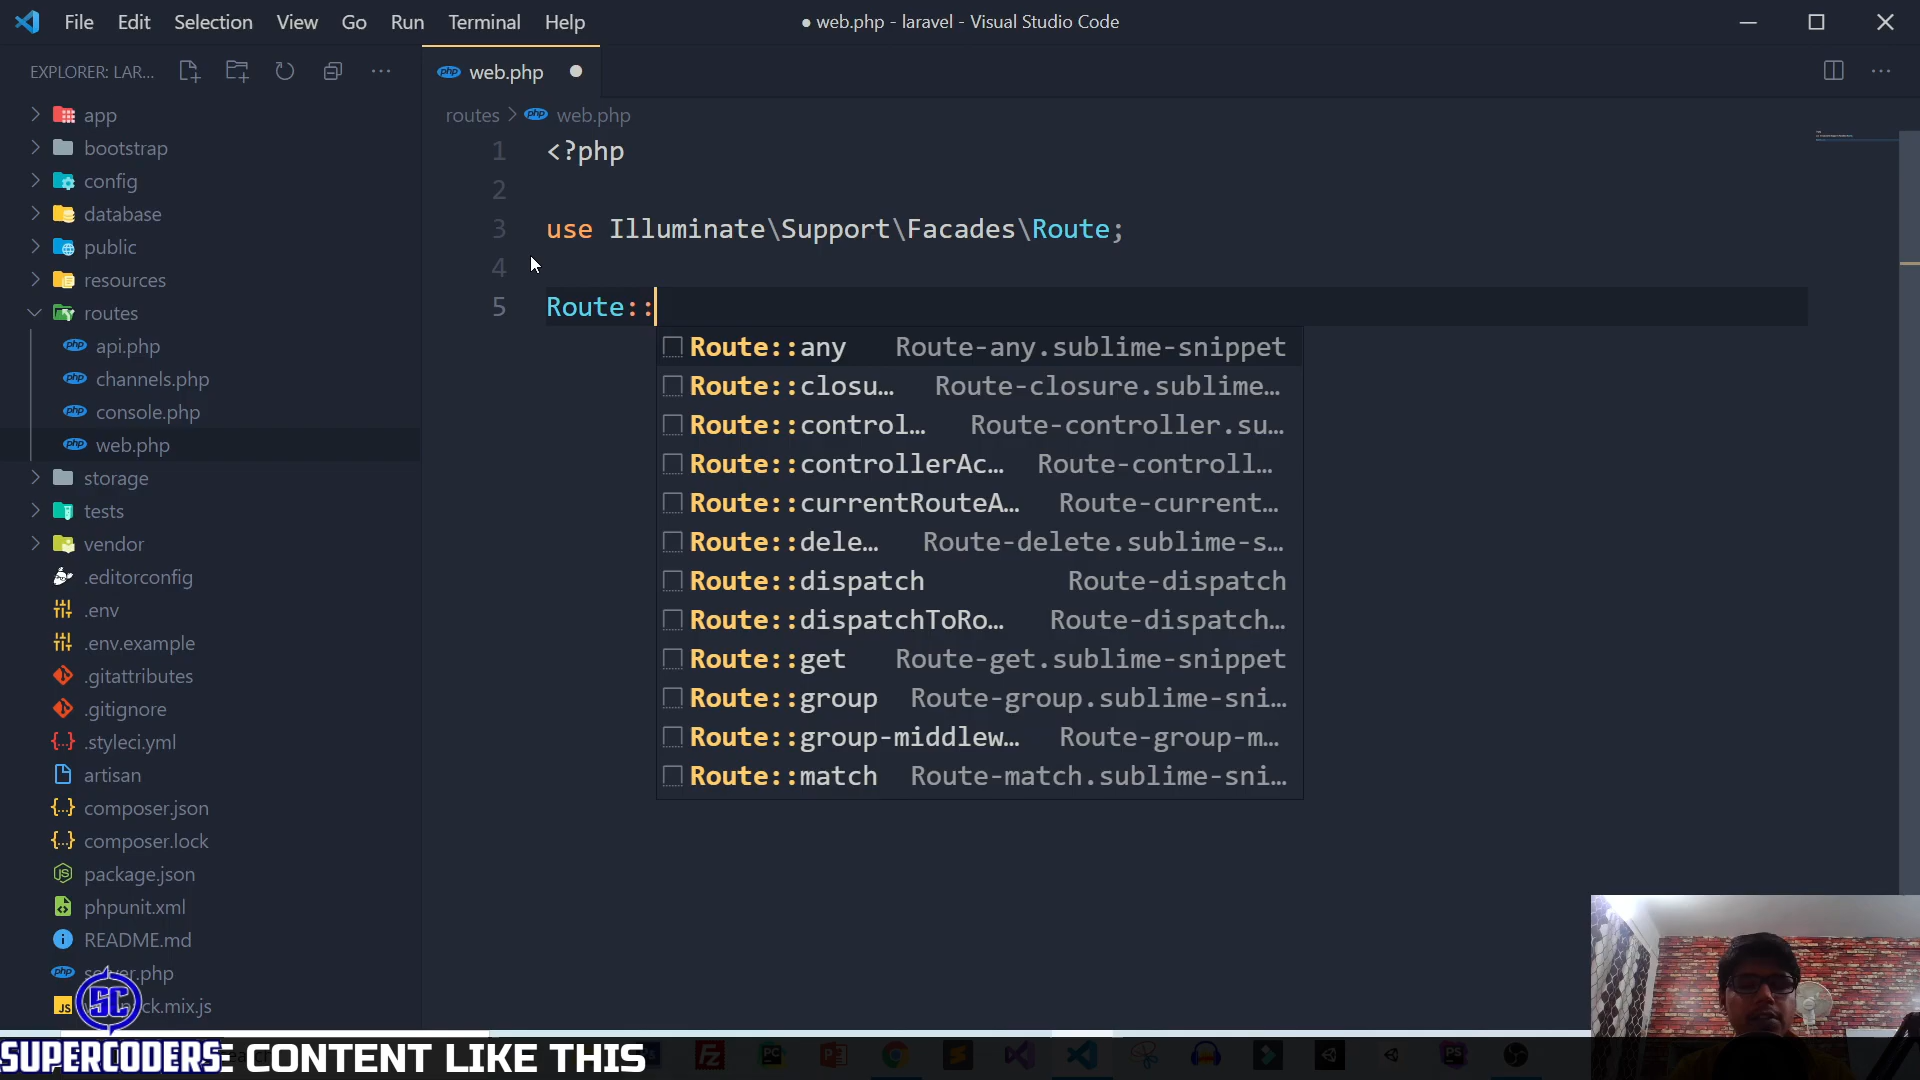 File Edit Selection View Go Run Terminal Help
● web.php - laravel - Visual Studio Code
EXPLORER: LAR...
web.php
routes > web.php
app
bootstrap
config
database
public
resources
routes
api.php
channels.php
console.php
web.php
storage
tests
vendor
.editorconfig
.env
.env.example
.gitattributes
.gitignore
.styleci.yml
artisan
composer.json
composer.lock
package.json
phpunit.xml
README.md
1 <?php
2
3 use Illuminate\Support\Facades\Route;
4
5 Route::
Route::any Route-any.sublime-snippet
Route::closu… Route-closure.sublime…
Route::control… Route-controller.su…
Route::controllerAc… Route-controll…
Route::currentRouteA… Route-current…
Route::dele… Route-delete.sublime-s…
Route::dispatch Route-dispatch
Route::dispatchToRo… Route-dispatch…
Route::get Route-get.sublime-snippet
Route::group Route-group.sublime-sni…
Route::group-middlew… Route-group-m…
Route::match Route-match.sublime-sni…
SC
SUPERCODERS
E CONTENT LIKE THIS